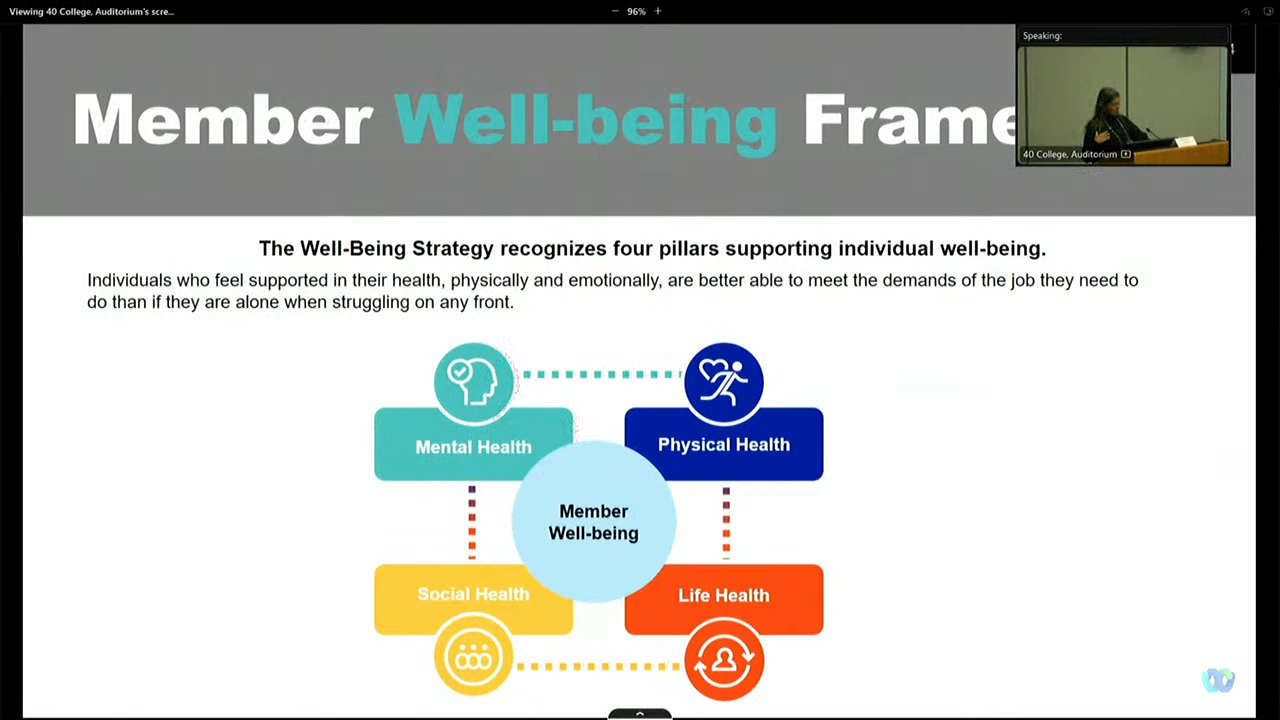 Viewing 40 College, Auditorium's scre...
96%
Speaking:
Member Well-being Frame
40 College, Auditorium
The Well-Being Strategy recognizes four pillars supporting individual well-being.
Individuals who feel supported in their health, physically and emotionally, are better able to meet the demands of the job they need to
do than if they are alone when struggling on any front.
Mental Health
Physical Health
Member
Well-being
Social Health
Life Health